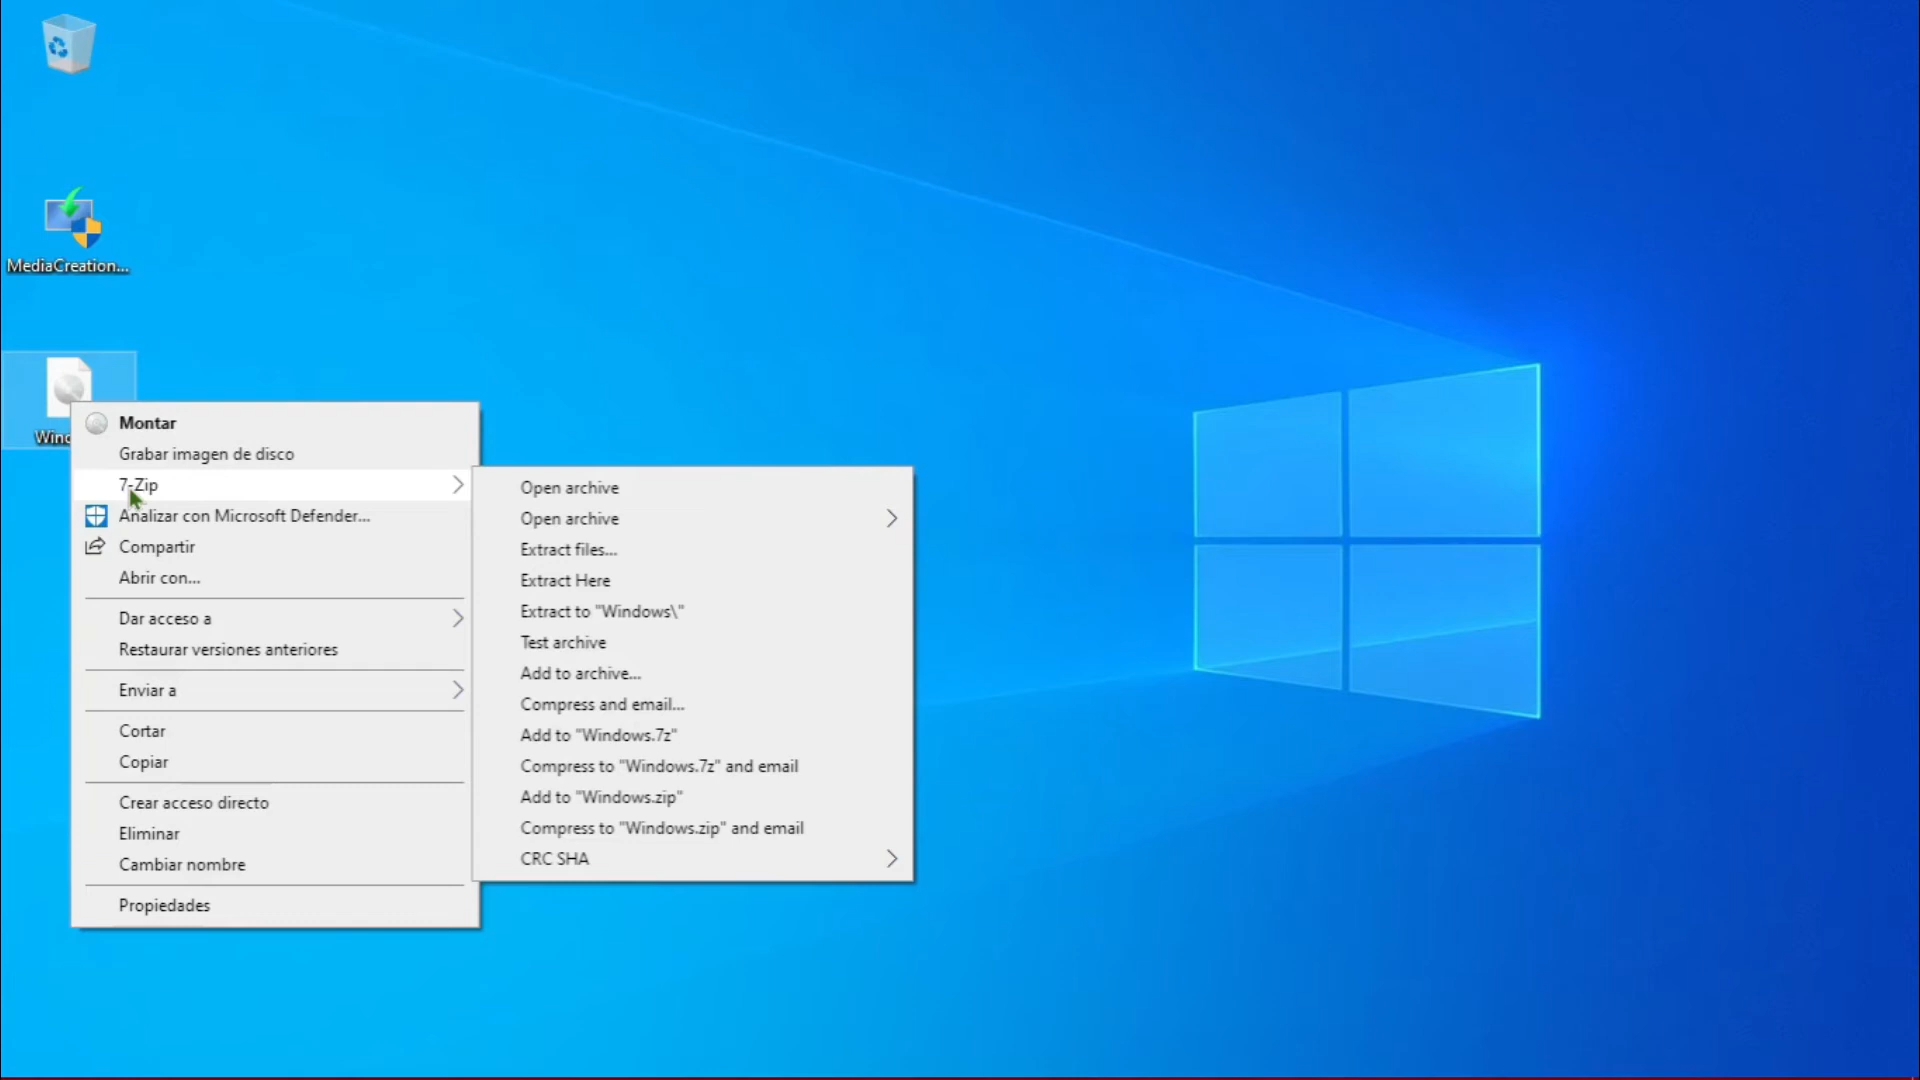 MediaCreation...
Montar
Grabar imagen de disco
7-Zip
Analizar con Microsoft Defender...
Compartir
Abrir con...
Dar acceso a
Restaurar versiones anteriores
Enviar a
Cortar
Copiar
Crear acceso directo
Eliminar
Cambiar nombre
Propiedades
Open archive
Open archive
Extract files...
Extract Here
Extract to "Windows\"
Test archive
Add to archive...
Compress and email...
Add to "Windows.7z"
Compress to "Windows.7z" and email
Add to "Windows.zip"
Compress to "Windows.zip" and email
CRC SHA